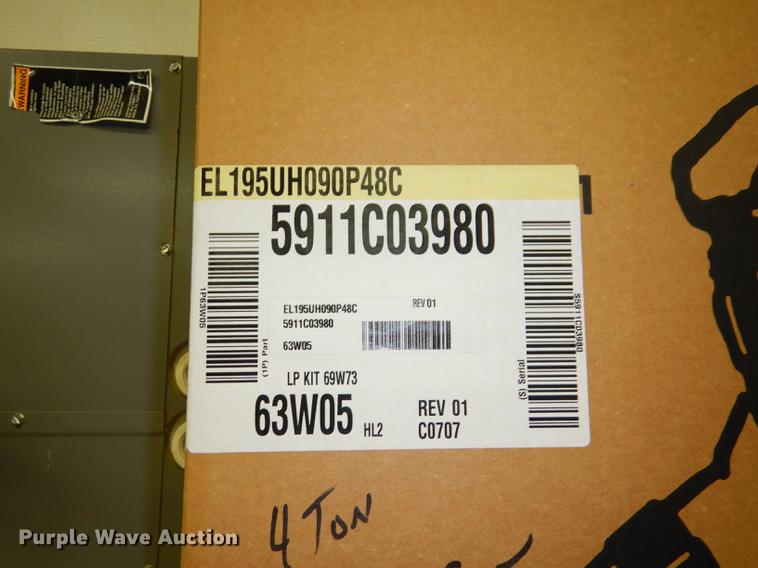 WARNING
EL195UH090P48C
5911C03980
1P63W05
(1P) Part
EL195UH090P48C REV 01
5911C03980
63W05
S5911C03980
(S) Serial
LP KIT 69W73
63W05 HL2 REV 01
C0707
4 TON
Purple Wave Auction